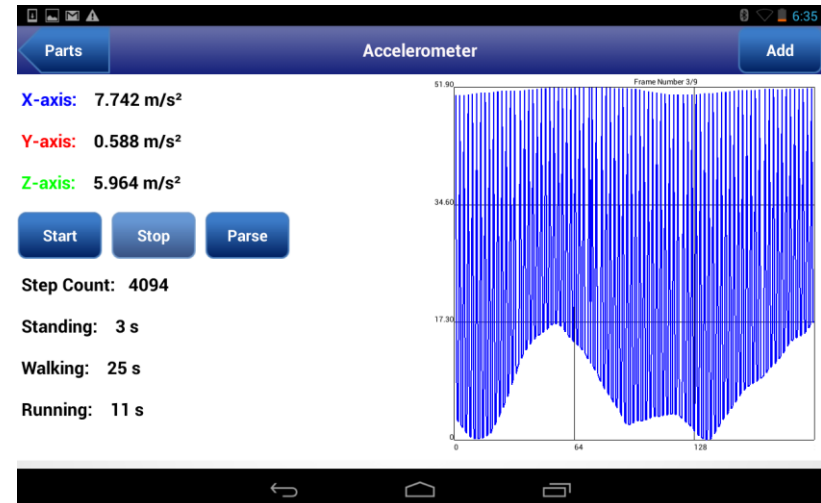 6:35
Parts
Accelerometer
Add
X-axis: 7.742 m/s²
Y-axis: 0.588 m/s²
Z-axis: 5.964 m/s²
Start Stop Parse
Step Count: 4094
Standing: 3 s
Walking: 25 s
Running: 11 s
Frame Number 3/9
51.90
34.60
17.30
0
0 64 128